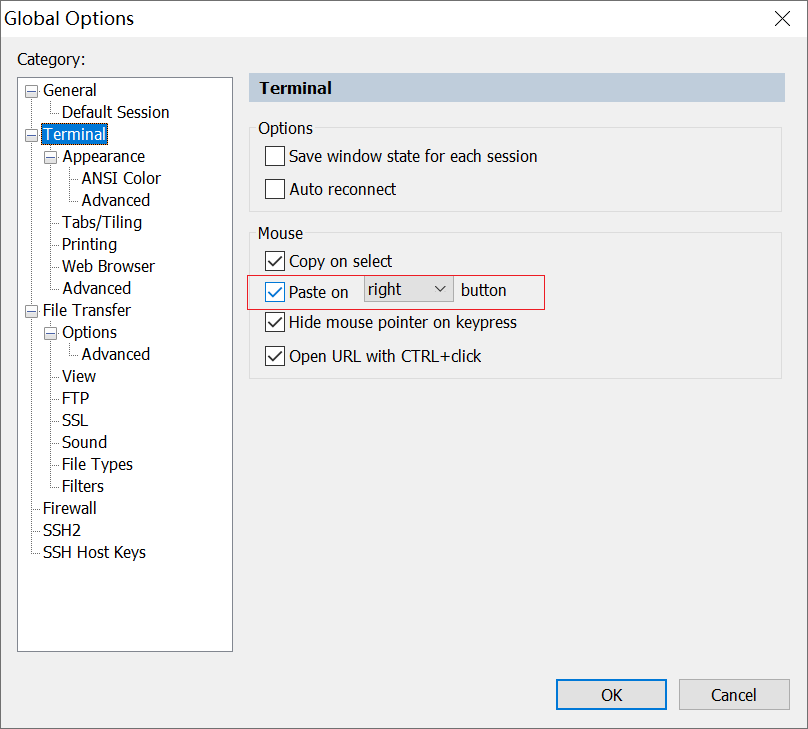 Global Options
Category:
General
Default Session
Terminal
Appearance
ANSI Color
Advanced
Tabs/Tiling
Printing
Web Browser
Advanced
File Transfer
Options
Advanced
View
FTP
SSL
Sound
File Types
Filters
Firewall
SSH2
SSH Host Keys
Terminal
Options
Save window state for each session
Auto reconnect
Mouse
Copy on select
Paste on right button
Hide mouse pointer on keypress
Open URL with CTRL+click
OK Cancel